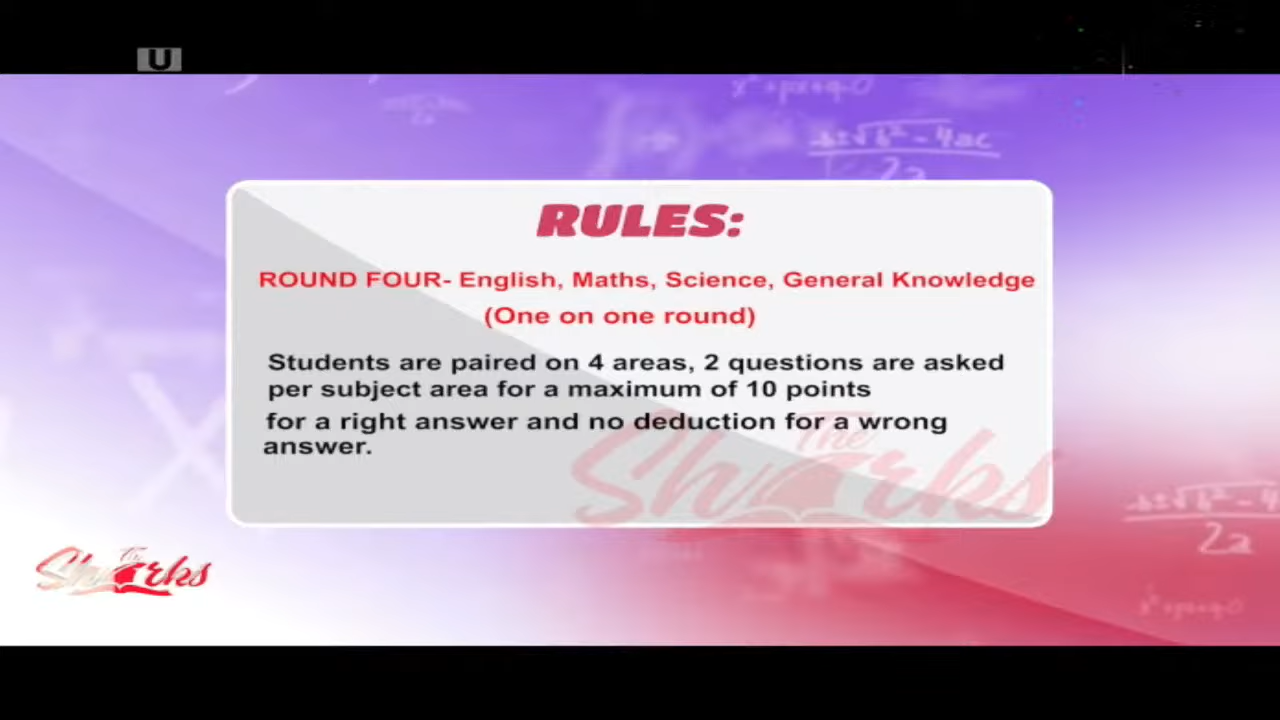 U
RULES:
ROUND FOUR- English, Maths, Science, General Knowledge
(One on one round)
Students are paired on 4 areas, 2 questions are asked
per subject area for a maximum of 10 points
for a right answer and no deduction for a wrong
answer.
The Sharks
The Sharks